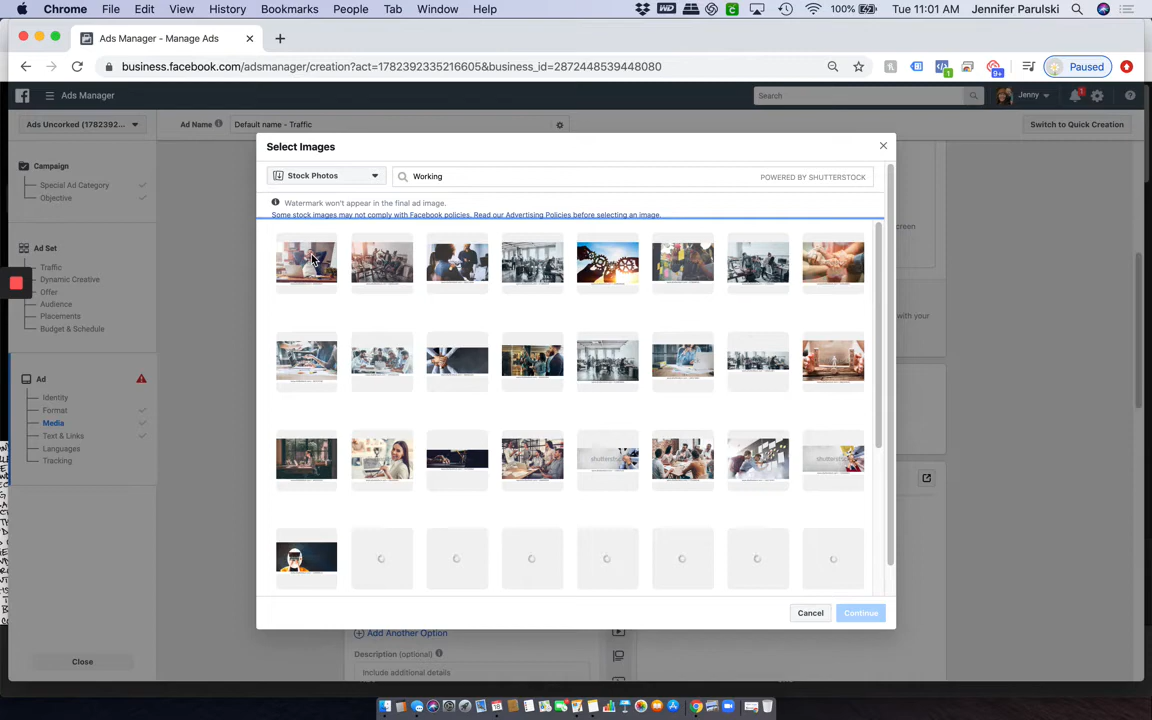 Chrome File Edit View History Bookmarks People Tab Window Help 100% Tue 11:01 AM Jennifer Parulski
Ads Manager - Manage Ads
business.facebook.com/adsmanager/creation?act=1782392335216605&business_id=2872448539448080
1 9+ Paused
Ads Manager Search Jenny 1
Ads Uncorked (1782392... Ad Name Default name - Traffic Switch to Quick Creation
Select Images
Stock Photos Working POWERED BY SHUTTERSTOCK
Watermark won't appear in the final ad image.
Some stock images may not comply with Facebook policies. Read our Advertising Policies before selecting an image.
Campaign
Special Ad Category
Objective
Ad Set
Traffic
Dynamic Creative
Offer
Audience
Placements
Budget & Schedule
Ad
Identity
Format
Media
Text & Links
Languages
Tracking
Close
screen
with your
Cancel Continue
Add Another Option
Description (optional)
Include additional details